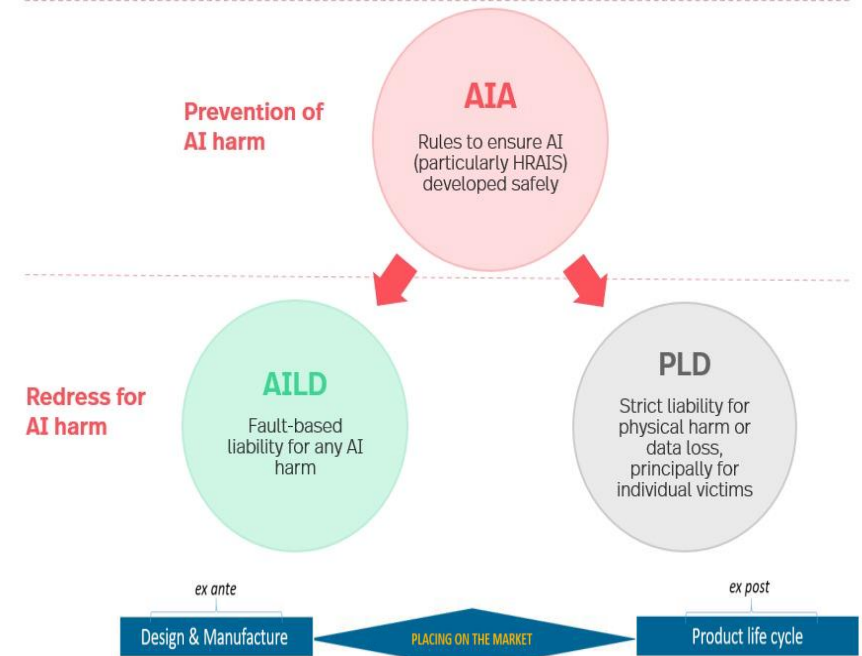 AIA
Prevention of
AI harm
Rules to ensure AI
(particularly HRAIS)
developed safely
AILD
Fault-based
liability for any AI
harm
PLD
Strict liability for
physical harm or
data loss,
principally for
individual victims
Redress for
AI harm
ex ante
ex post
Design & Manufacture
PLACING ON THE MARKET
Product life cycle